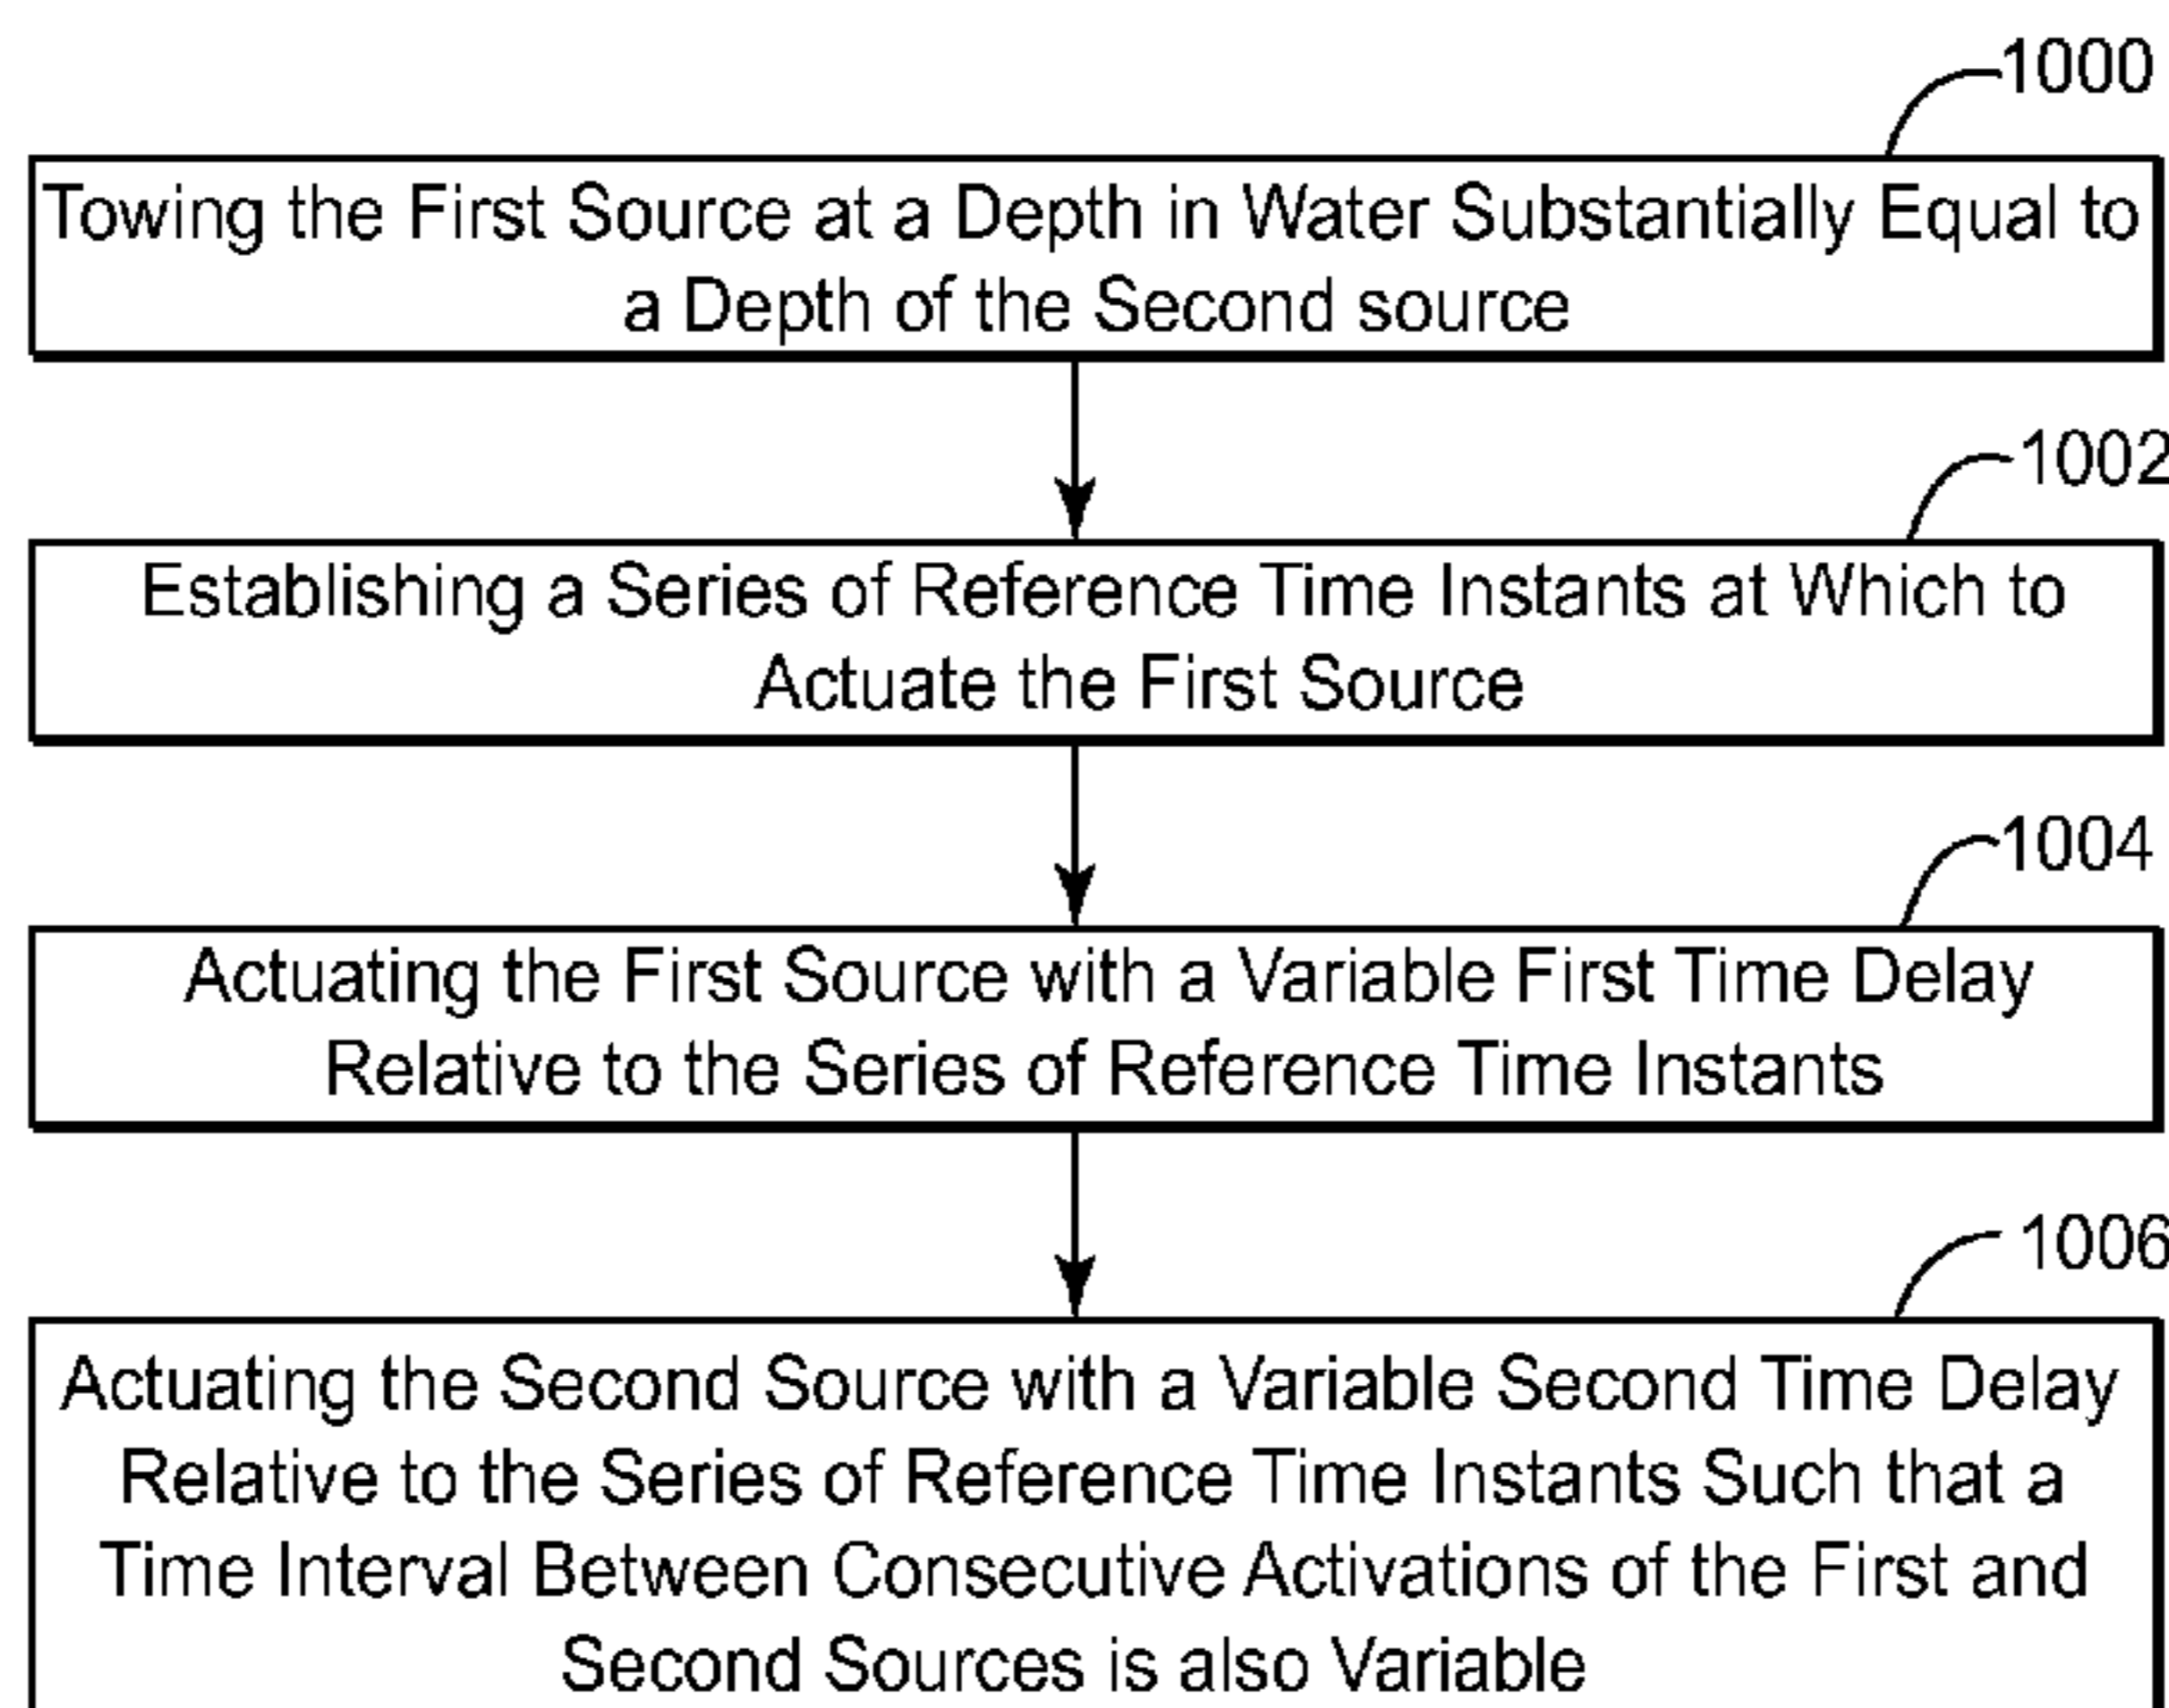 1000
Towing the First Source at a Depth in Water Substantially Equal to
a Depth of the Second source
1002
Establishing a Series of Reference Time Instants at Which to
Actuate the First Source
1004
Actuating the First Source with a Variable First Time Delay
Relative to the Series of Reference Time Instants
1006
Actuating the Second Source with a Variable Second Time Delay
Relative to the Series of Reference Time Instants Such that a
Time Interval Between Consecutive Activations of the First and
Second Sources is also Variable